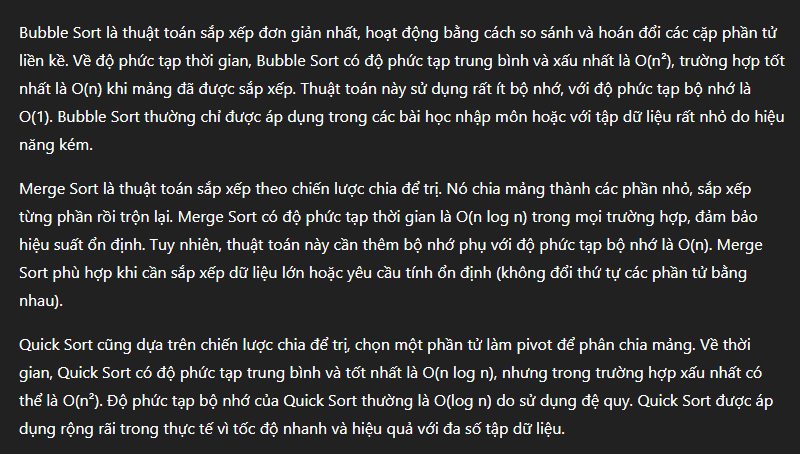 Bubble Sort là thuật toán sắp xếp đơn giản nhất, hoạt động bằng cách so sánh và hoán đổi các cặp phần tử
liền kề. Về độ phức tạp thời gian, Bubble Sort có độ phức tạp trung bình và xấu nhất là O(n²), trường hợp tốt
nhất là O(n) khi mảng đã được sắp xếp. Thuật toán này sử dụng rất ít bộ nhớ, với độ phức tạp bộ nhớ là
O(1). Bubble Sort thường chỉ được áp dụng trong các bài học nhập môn hoặc với tập dữ liệu rất nhỏ do hiệu
năng kém.
Merge Sort là thuật toán sắp xếp theo chiến lược chia để trị. Nó chia mảng thành các phần nhỏ, sắp xếp
từng phần rồi trộn lại. Merge Sort có độ phức tạp thời gian là O(n log n) trong mọi trường hợp, đảm bảo
hiệu suất ổn định. Tuy nhiên, thuật toán này cần thêm bộ nhớ phụ với độ phức tạp bộ nhớ là O(n). Merge
Sort phù hợp khi cần sắp xếp dữ liệu lớn hoặc yêu cầu tính ổn định (không đổi thứ tự các phần tử bằng
nhau).
Quick Sort cũng dựa trên chiến lược chia để trị, chọn một phần tử làm pivot để phân chia mảng. Về thời
gian, Quick Sort có độ phức tạp trung bình và tốt nhất là O(n log n), nhưng trong trường hợp xấu nhất có
thể là O(n²). Độ phức tạp bộ nhớ của Quick Sort thường là O(log n) do sử dụng đệ quy. Quick Sort được áp
dụng rộng rãi trong thực tế vì tốc độ nhanh và hiệu quả với đa số tập dữ liệu.